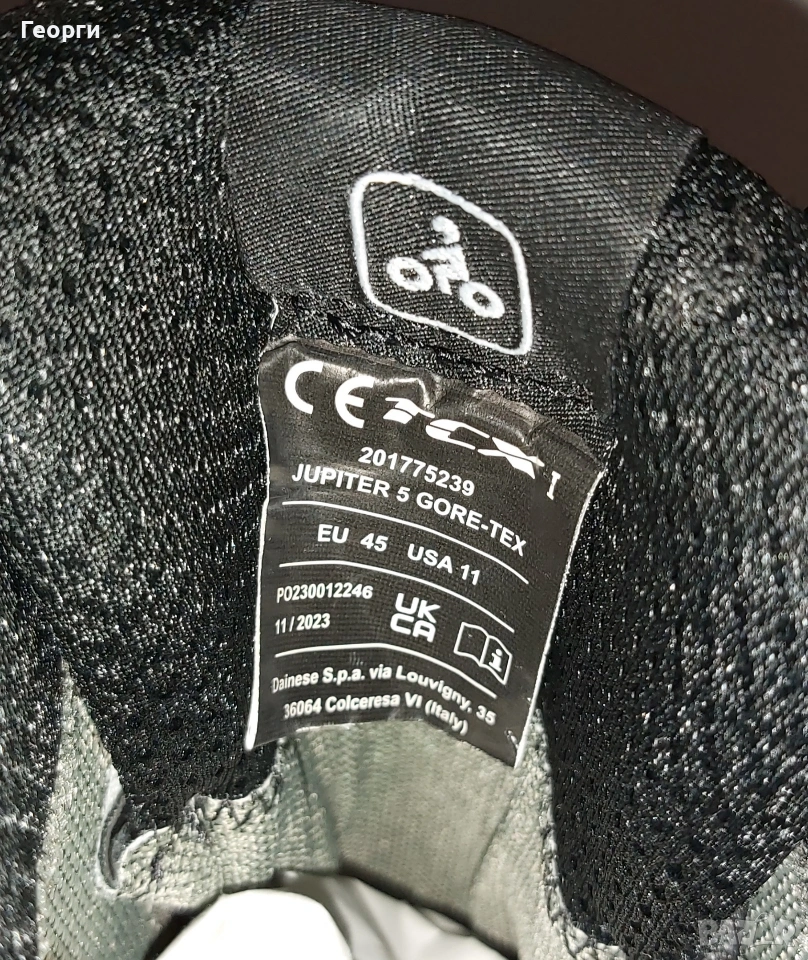 Георги
CE TCX I
201775239
JUPITER 5 GORE-TEX
EU 45 USA 11
PO230012246
11/2023
UK
CA
Dainese S.p.a. via Louvigny, 35
36064 Colceresa VI (Italy)